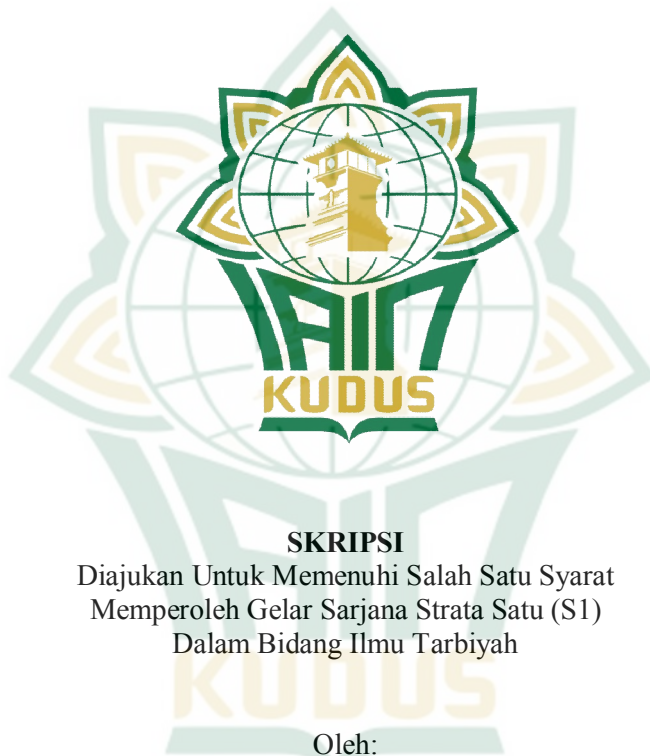 IAIN
KUDUS
SKRIPSI
Diajukan Untuk Memenuhi Salah Satu Syarat
Memperoleh Gelar Sarjana Strata Satu (S1)
Dalam Bidang Ilmu Tarbiyah
KUDUS
Oleh: